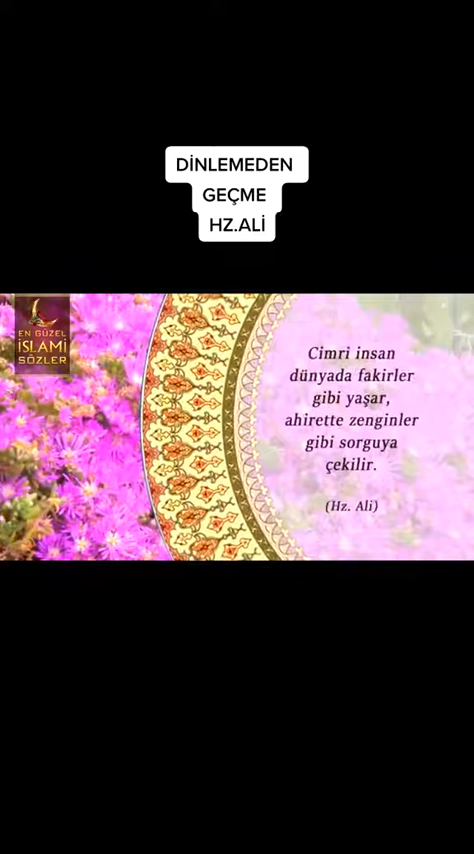 DİNLEMEDEN
GEÇME
HZ.ALİ
EN GÜZEL
İSLAMİ
SÖZLER
Cimri insan
dünyada fakirler
gibi yaşar,
ahirette zenginler
gibi sorguya
çekilir.
(Hz. Ali)